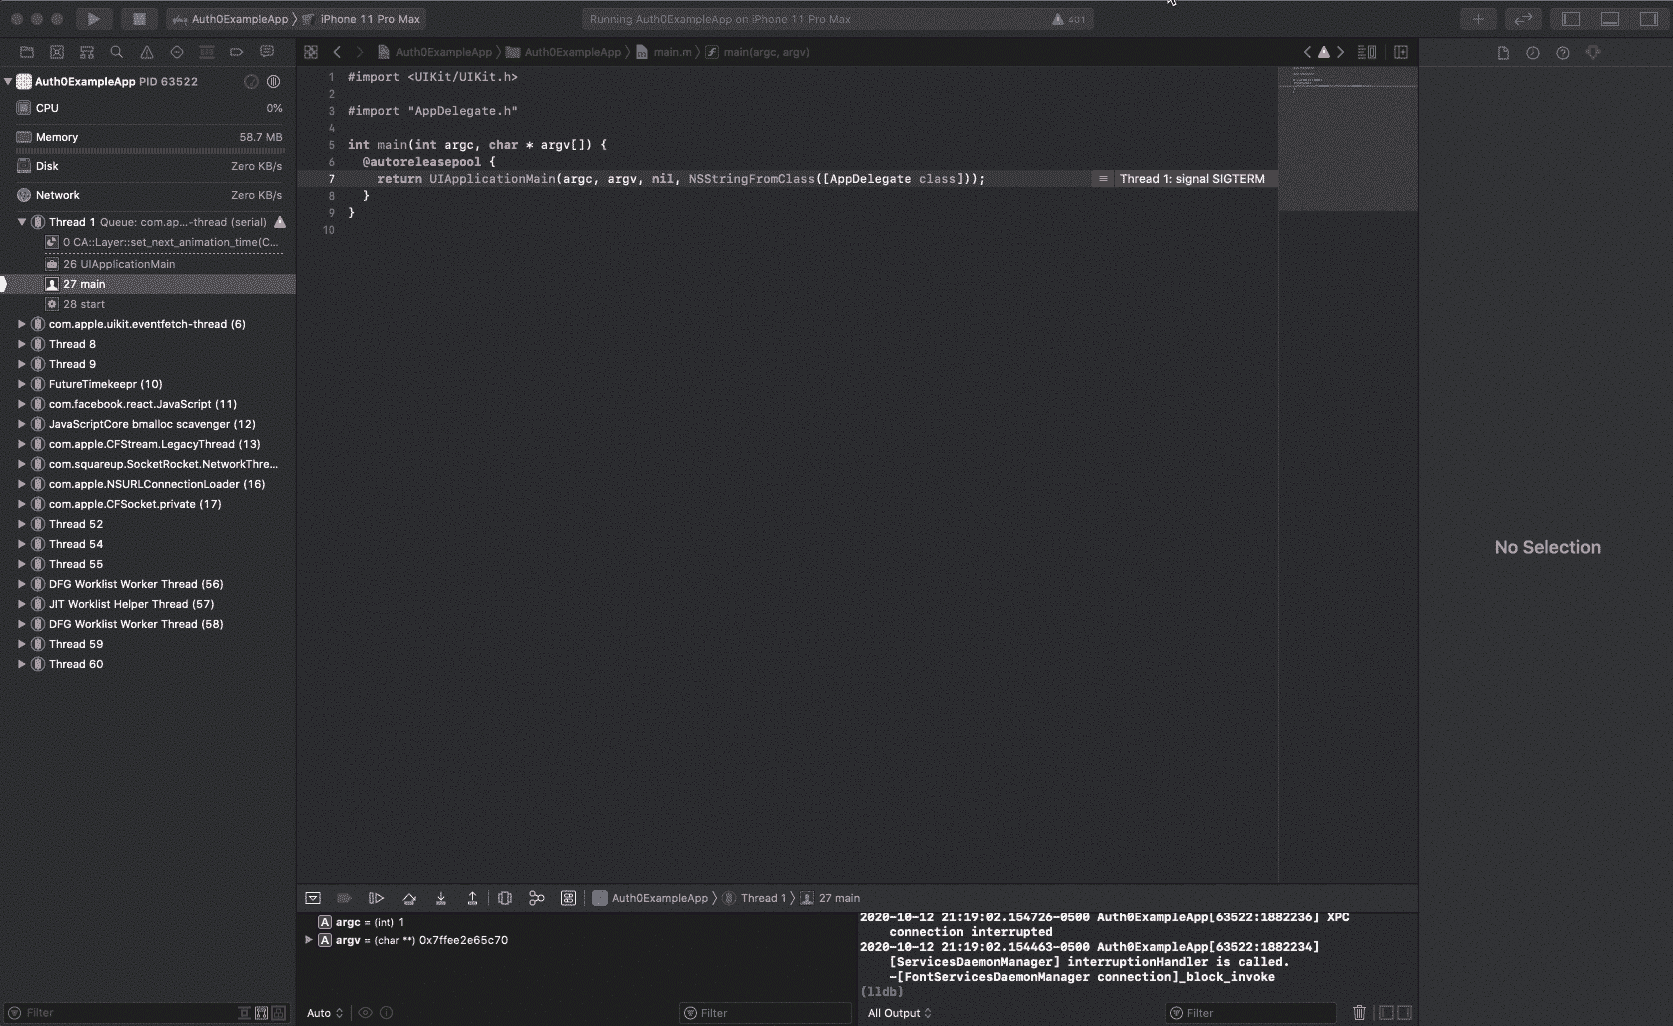 Auth0ExampleApp 〉 iPhone 11 Pro Max
Running Auth0ExampleApp on iPhone 11 Pro Max
401
Auth0ExampleApp PID 63522
CPU 0%
Memory 58.7 MB
Disk Zero KB/s
Network Zero KB/s
Thread 1 Queue: com.ap...-thread (serial)
0 CA::Layer::set_next_animation_time(C...
26 UIApplicationMain
27 main
28 start
com.apple.uikit.eventfetch-thread (6)
Thread 8
Thread 9
FutureTimekeepr (10)
com.facebook.react.JavaScript (11)
JavaScriptCore bmalloc scavenger (12)
com.apple.CFStream.LegacyThread (13)
com.squareup.SocketRocket.NetworkThre...
com.apple.NSURLConnectionLoader (16)
com.apple.CFSocket.private (17)
Thread 52
Thread 54
Thread 55
DFG Worklist Worker Thread (56)
JIT Worklist Helper Thread (57)
DFG Worklist Worker Thread (58)
Thread 59
Thread 60
Filter
Auth0ExampleApp 〉 Auth0ExampleApp 〉 main.m 〉 main(argc, argv)
1 #import <UIKit/UIKit.h>
2
3 #import "AppDelegate.h"
4
5 int main(int argc, char * argv[]) {
6 @autoreleasepool {
7 return UIApplicationMain(argc, argv, nil, NSStringFromClass([AppDelegate class])); Thread 1: signal SIGTERM
8 }
9 }
10
No Selection
Auth0ExampleApp 〉 Thread 1 〉 27 main
A argc = (int) 1
A argv = (char **) 0x7ffee2e65c70
Auto
Filter
2020-10-12 21:19:02.154726-0500 Auth0ExampleApp[63522:1882236] XPC
connection interrupted
2020-10-12 21:19:02.154463-0500 Auth0ExampleApp[63522:1882234]
[ServicesDaemonManager] interruptionHandler is called.
-[FontServicesDaemonManager connection]_block_invoke
(lldb)
All Output
Filter